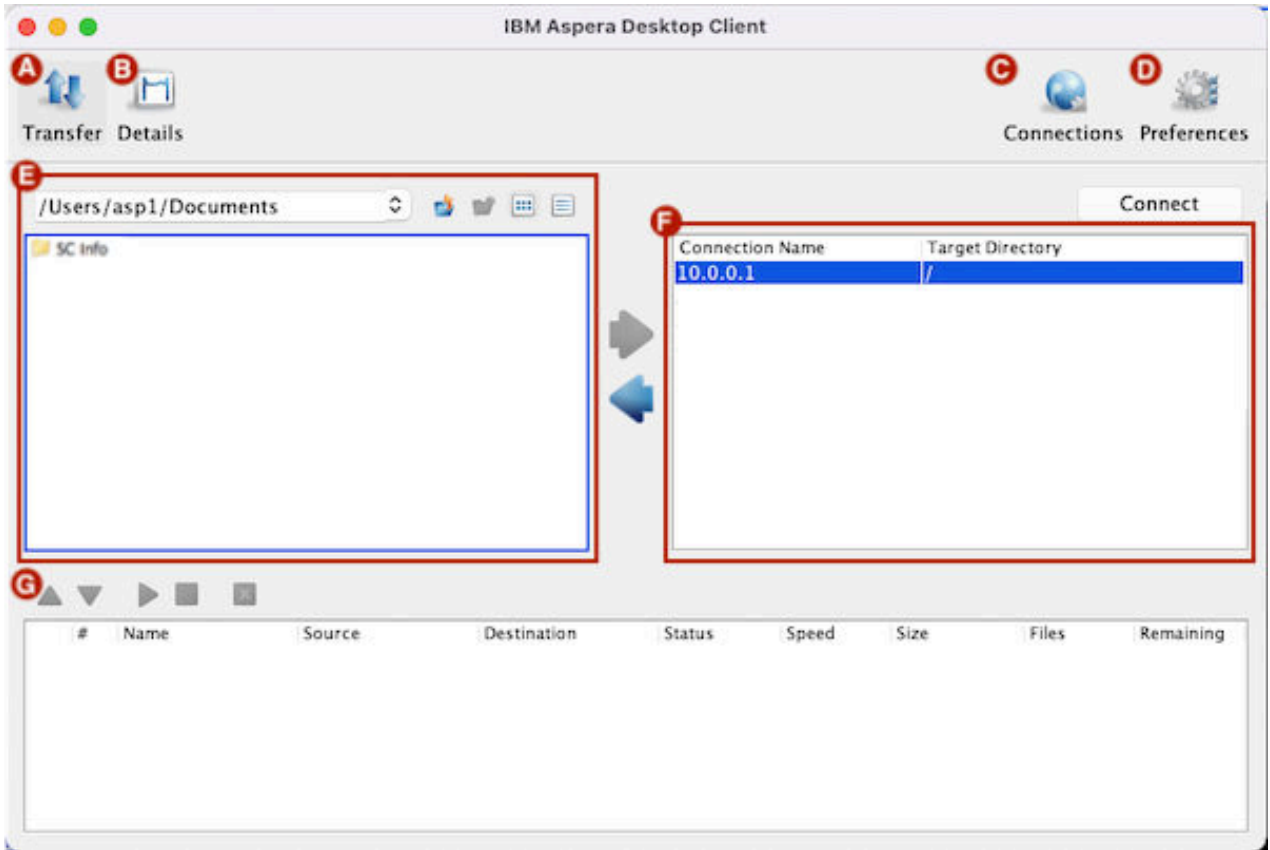 IBM Aspera Desktop Client
A B C D
Transfer Details Connections Preferences
E
/Users/asp1/Documents
Connect
F
SC Info
Connection Name Target Directory
10.0.0.1 /
G
# Name Source Destination Status Speed Size Files Remaining